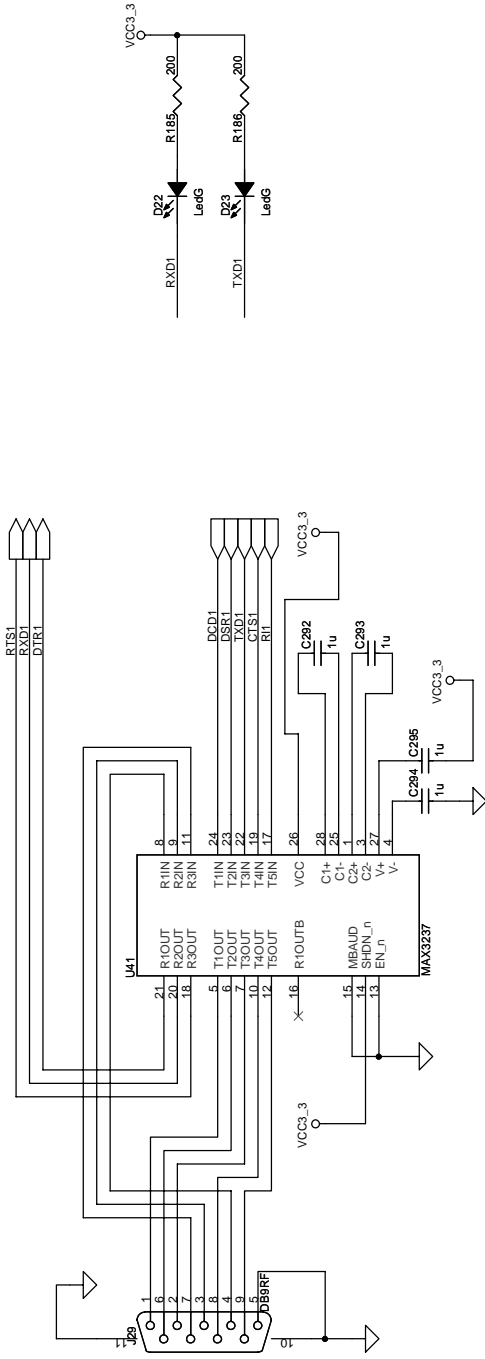 VCC3_3
R185
200
D22
LedG
RXD1
R186
200
D23
LedG
TXD1
RTS1
RXD1
DTR1
DCD1
DSR1
TXD1
CTS1
RI1
VCC3_3
C292
1u
C293
1u
C295
1u
C294
1u
VCC3_3
U41
21
R1OUT
R1IN
8
20
R2OUT
R2IN
9
18
R3OUT
R3IN
11
5
T1OUT
T1IN
24
6
T2OUT
T2IN
23
7
T3OUT
T3IN
22
10
T4OUT
T4IN
19
12
T5OUT
T5IN
17
16
R1OUTB
VCC
26
C1+
28
C1-
25
15
MBAUD
C2+
1
14
SHDN_n
C2-
3
13
EN_n
V+
27
V-
4
MAX3237
VCC3_3
J29
11
1
6
2
7
3
8
4
9
5
10
DB9RF